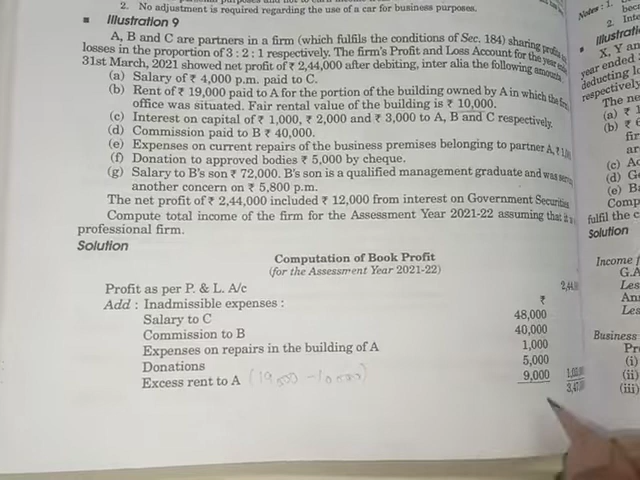 2. No adjustment is required regarding the use of a car for business purposes.
Illustration 9
A, B and C are partners in a firm (which fulfils the conditions of Sec. 184) sharing profits
losses in the proportion of 3 : 2 : 1 respectively. The firm's Profit and Loss Account for the year
31st March, 2021 showed net profit of ₹ 2,44,000 after debiting, inter alia the following amounts
(a) Salary of ₹ 4,000 p.m. paid to C.
(b) Rent of ₹ 19,000 paid to A for the portion of the building owned by A in which the
office was situated. Fair rental value of the building is ₹ 10,000.
(c) Interest on capital of ₹ 1,000, ₹ 2,000 and ₹ 3,000 to A, B and C respectively.
(d) Commission paid to B ₹ 40,000.
(e) Expenses on current repairs of the business premises belonging to partner A,
(f) Donation to approved bodies ₹ 5,000 by cheque.
(g) Salary to B's son ₹ 72,000. B's son is a qualified management graduate and was
another concern on ₹ 5,800 p.m.
The net profit of ₹ 2,44,000 included ₹ 12,000 from interest on Government Securities
Compute total income of the firm for the Assessment Year 2021-22 assuming that it
professional firm.
Solution
Computation of Book Profit
(for the Assessment Year 2021-22)
Profit as per P. & L. A/c
Add : Inadmissible expenses : ₹
Salary to C 48,000
Commission to B 40,000
Expenses on repairs in the building of A 1,000
Donations 5,000
Excess rent to A 9,000
Notes : 1.
2.
X, Y
year ended
deducting
respectively
The ne
(a) ₹
(b) ₹
(c)
(d)
(e)
Comp
fulfil the c
Solution
Income
G.A
Les
Les
Business
(i)
(ii)
(iii)